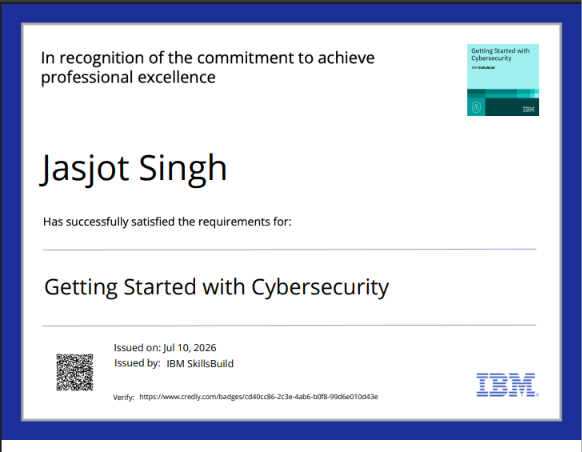 In recognition of the commitment to achieve
professional excellence
Getting Started with
Cybersecurity
IBM SkillsBuild
IBM
Jasjot Singh
Has successfully satisfied the requirements for:
Getting Started with Cybersecurity
Issued on: Jul 10, 2026
Issued by: IBM SkillsBuild
Verify: https://www.credly.com/badges/cd40cc86-2c3e-4ab6-b0f8-99d6e010d43e
IBM